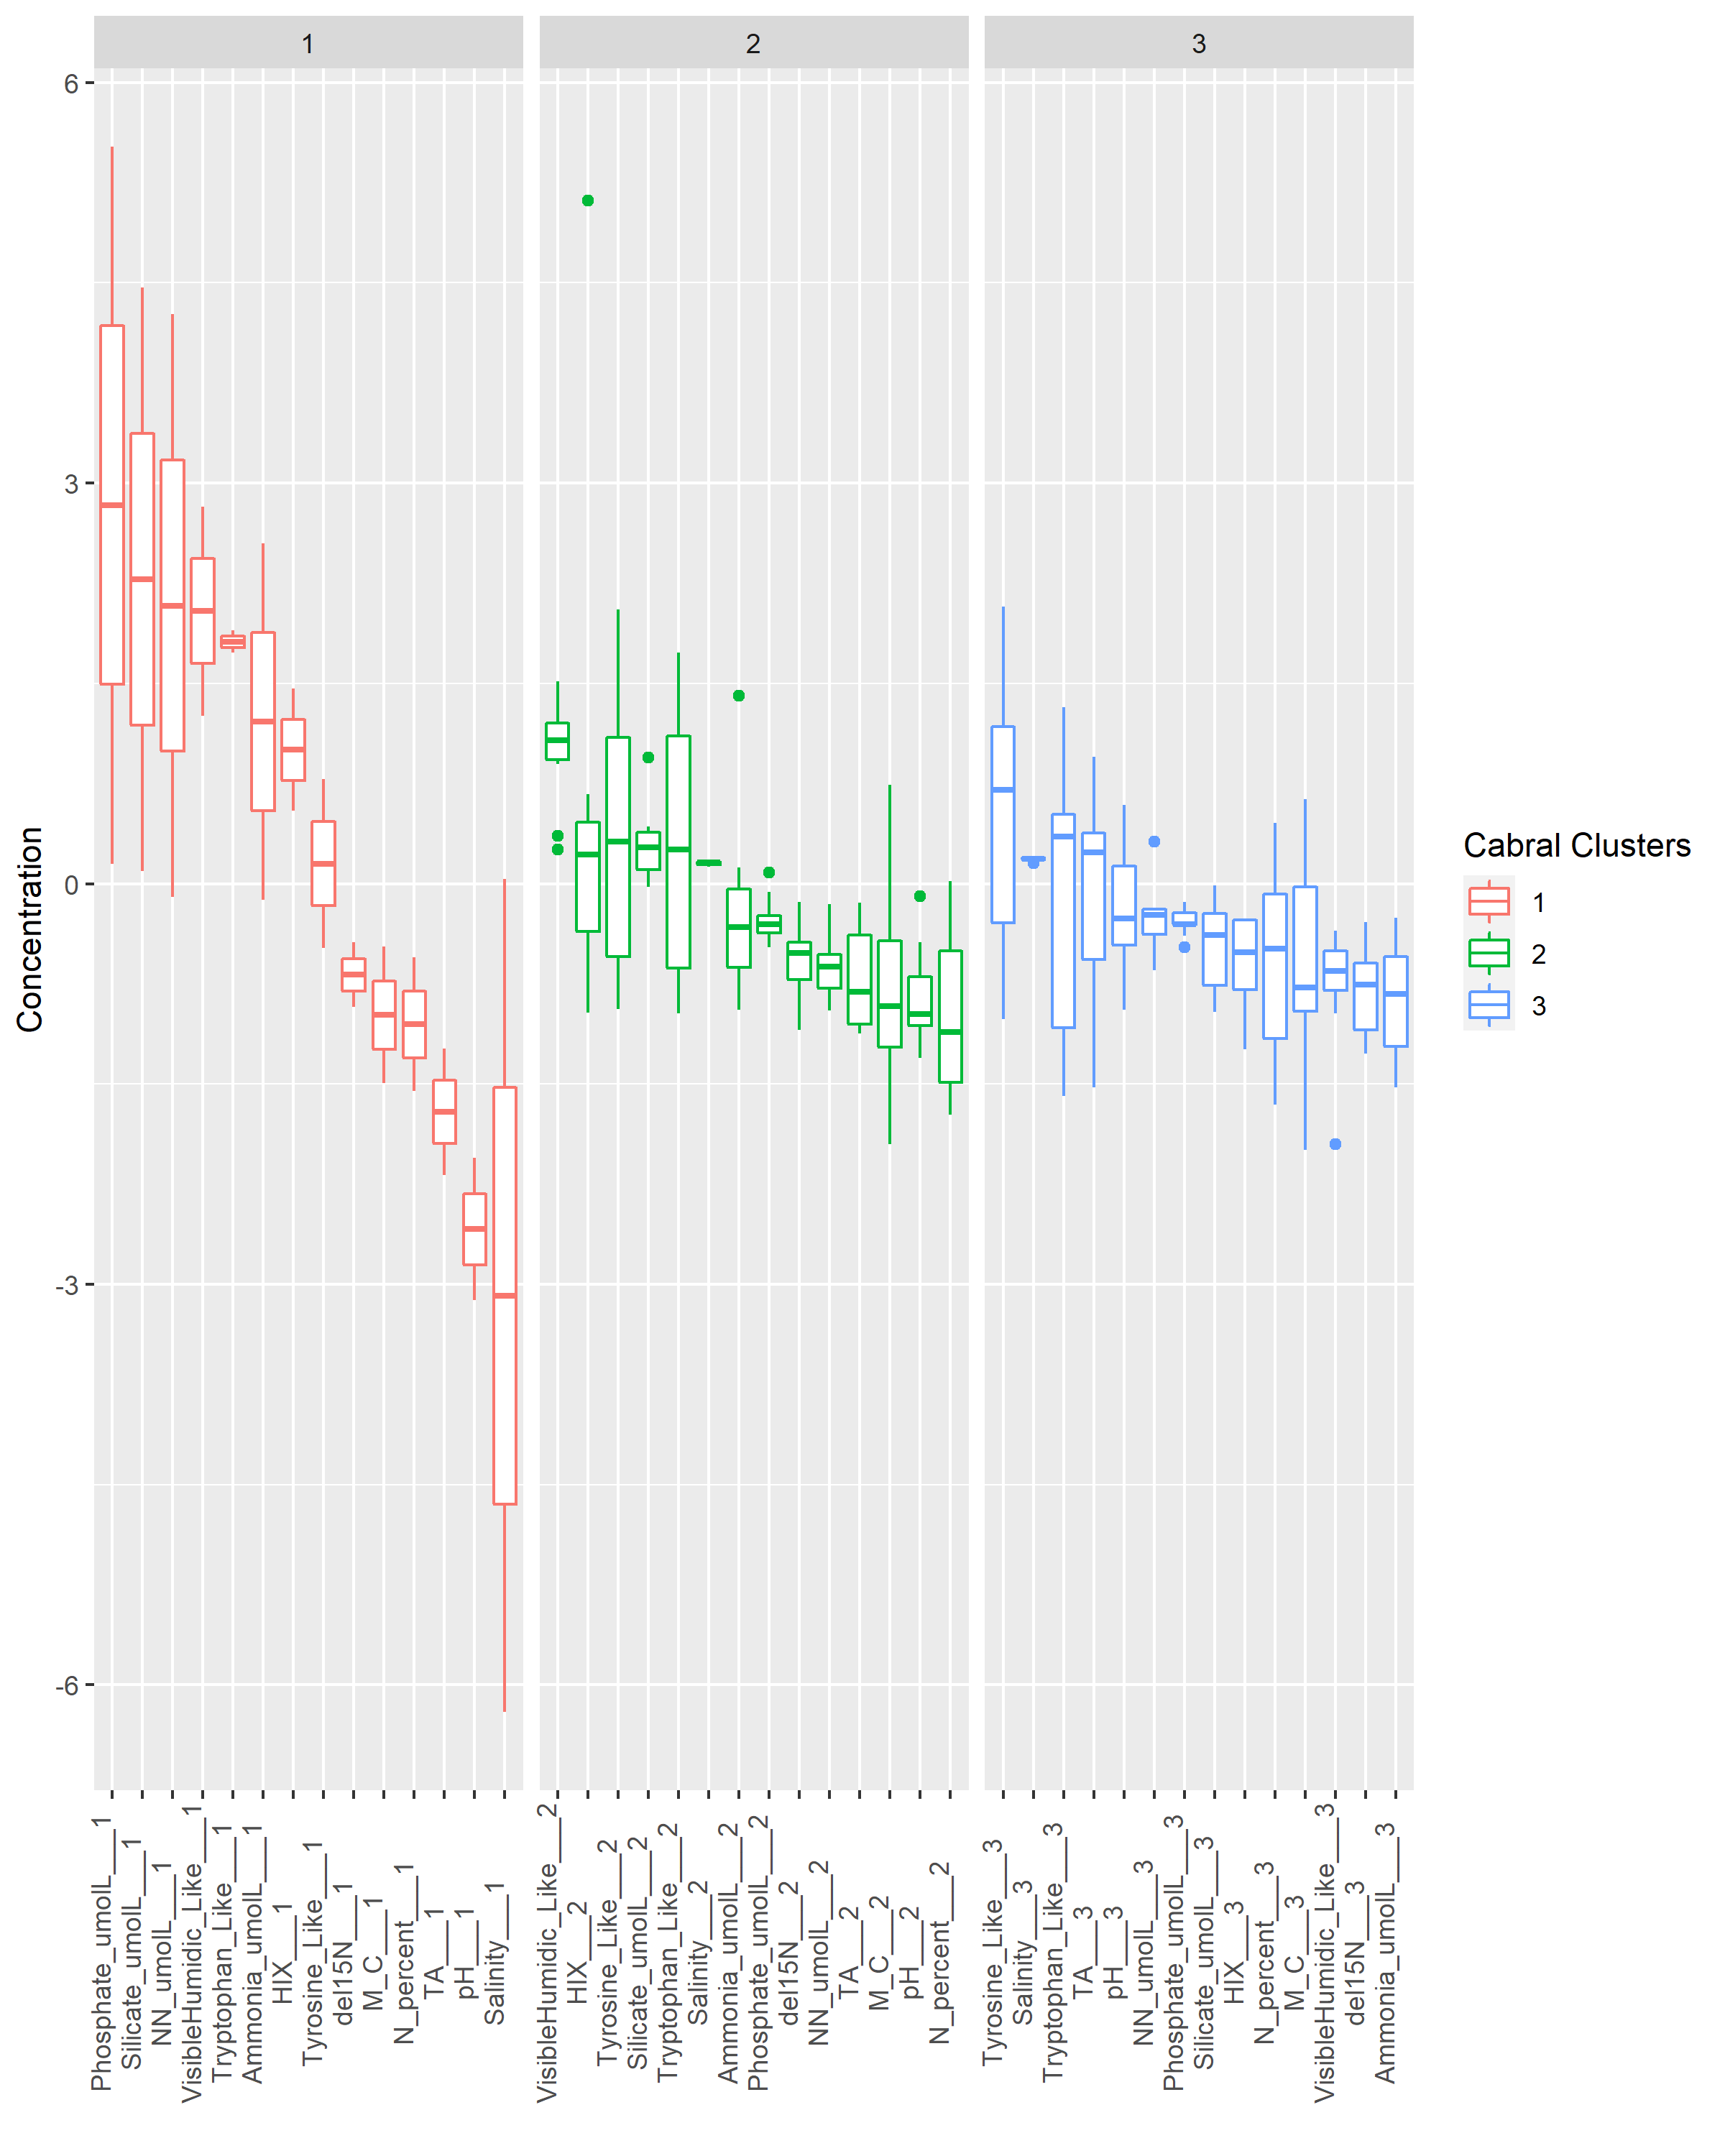 1
2
3
6
3
0
-3
-6
Concentration
Phosphate_umolL___1
Silicate_umolL___1
NN_umolL___1
VisibleHumidic_Like___1
Tryptophan_Like___1
Ammonia_umolL___1
HIX___1
Tyrosine_Like___1
del15N___1
M_C___1
N_percent___1
TA___1
pH___1
Salinity___1
VisibleHumidic_Like___2
HIX___2
Tyrosine_Like___2
Silicate_umolL___2
Tryptophan_Like___2
Salinity___2
Ammonia_umolL___2
Phosphate_umolL___2
del15N___2
NN_umolL___2
TA___2
M_C___2
pH___2
N_percent___2
Tyrosine_Like___3
Salinity___3
Tryptophan_Like___3
TA___3
pH___3
NN_umolL___3
Phosphate_umolL___3
Silicate_umolL___3
HIX___3
N_percent___3
M_C___3
VisibleHumidic_Like___3
del15N___3
Ammonia_umolL___3
Cabral Clusters
1
2
3